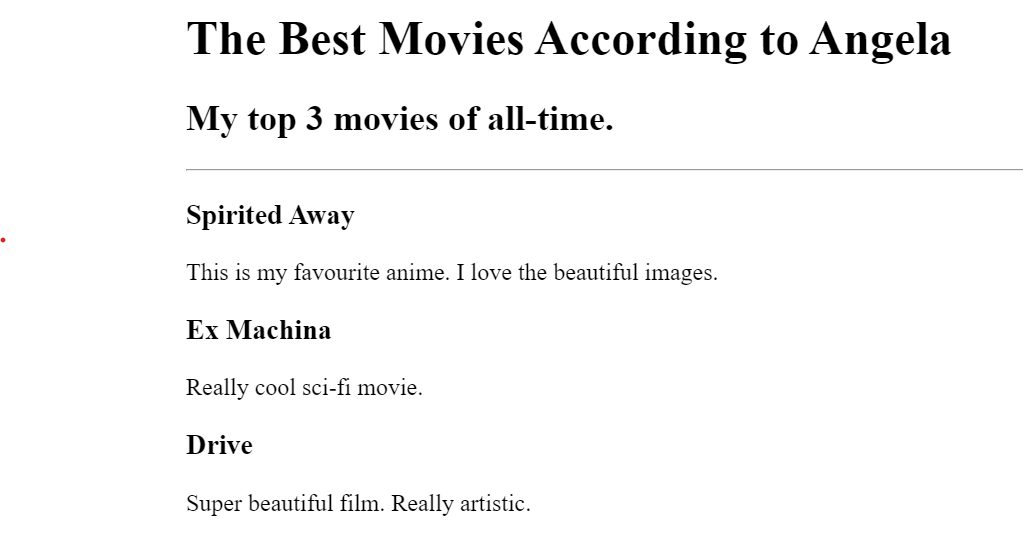 The Best Movies According to Angela
My top 3 movies of all-time.
Spirited Away
This is my favourite anime. I love the beautiful images.
Ex Machina
Really cool sci-fi movie.
Drive
Super beautiful film. Really artistic.